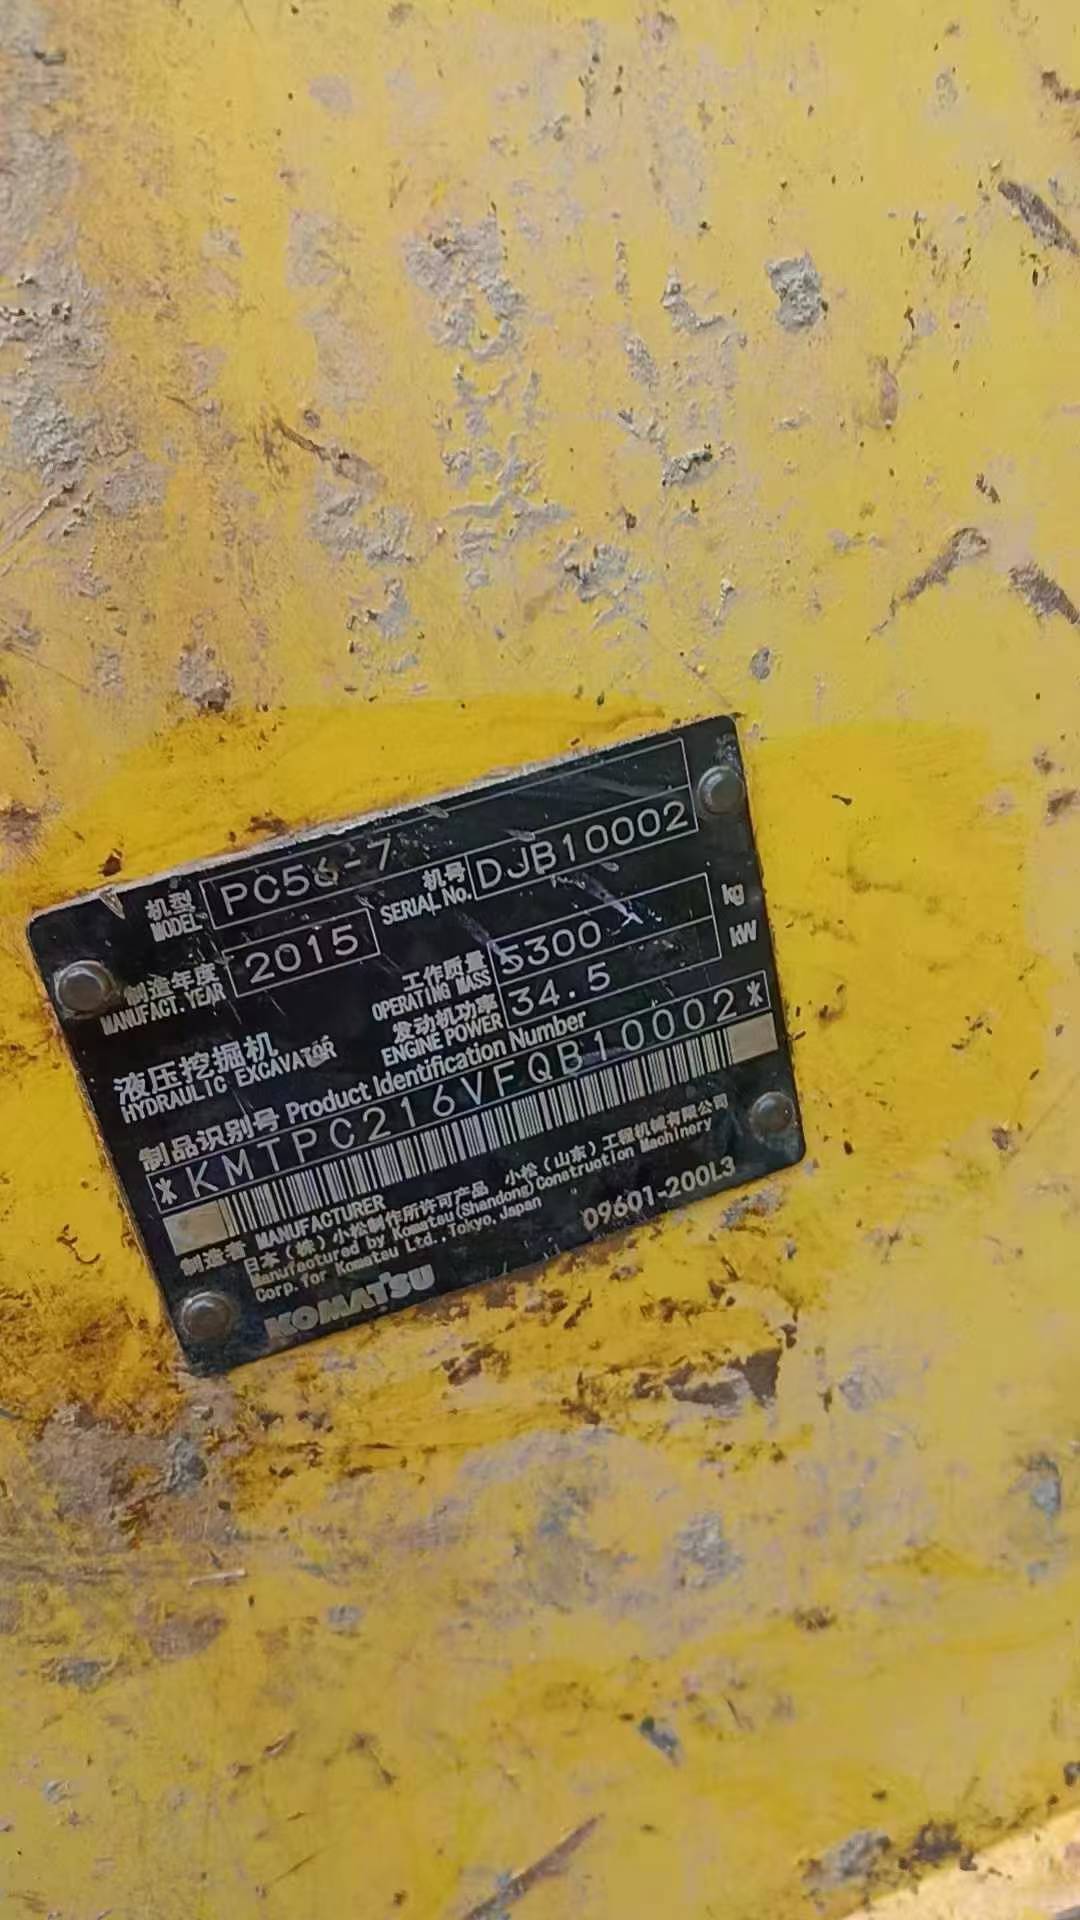 机型 PC56-7 机号 DJB10002
MODEL SERIAL No.
制造年度 2015 工作质量 5300 kg
MANUFACT. YEAR OPERATING MASS
发动机功率 34.5 kW
ENGINE POWER
液压挖掘机
HYDRAULIC EXCAVATOR
制品识别号 Product Identification Number
*KMTPC216VFQB10002*
制造者 MANUFACTURER
日本(株)小松制作所许可产品 小松(山东)工程机械有限公司
Manufactured by Komatsu(Shandong)Construction Machinery
Corp. for Komatsu Ltd., Tokyo, Japan
KOMATSU 09601-200L3